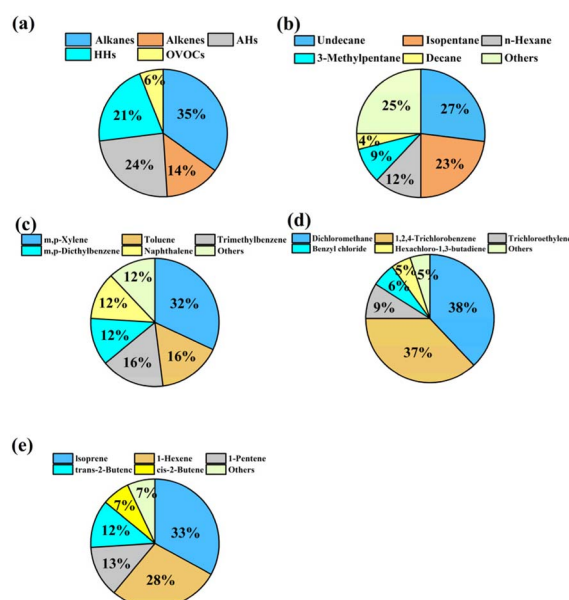 (a)
Alkanes Alkenes AHs
HHs OVOCs
6%
35%
21%
24%
14%
(b)
Undecane Isopentane n-Hexane
3-Methylpentane Decane Others
25%
27%
4%
9%
23%
12%
(c)
m,p-Xylene Toluene Trimethylbenzene
m,p-Diethylbenzene Naphthalene Others
12%
32%
12%
12%
16%
16%
(d)
Dichloromethane 1,2,4-Trichlorobenzene Trichloroethylene
Benzyl chloride Hexachloro-1,3-butadiene Others
5%
5%
6%
38%
9%
37%
(e)
Isoprene 1-Hexene 1-Pentene
trans-2-Butene cis-2-Butene Others
7%
7%
33%
12%
13%
28%